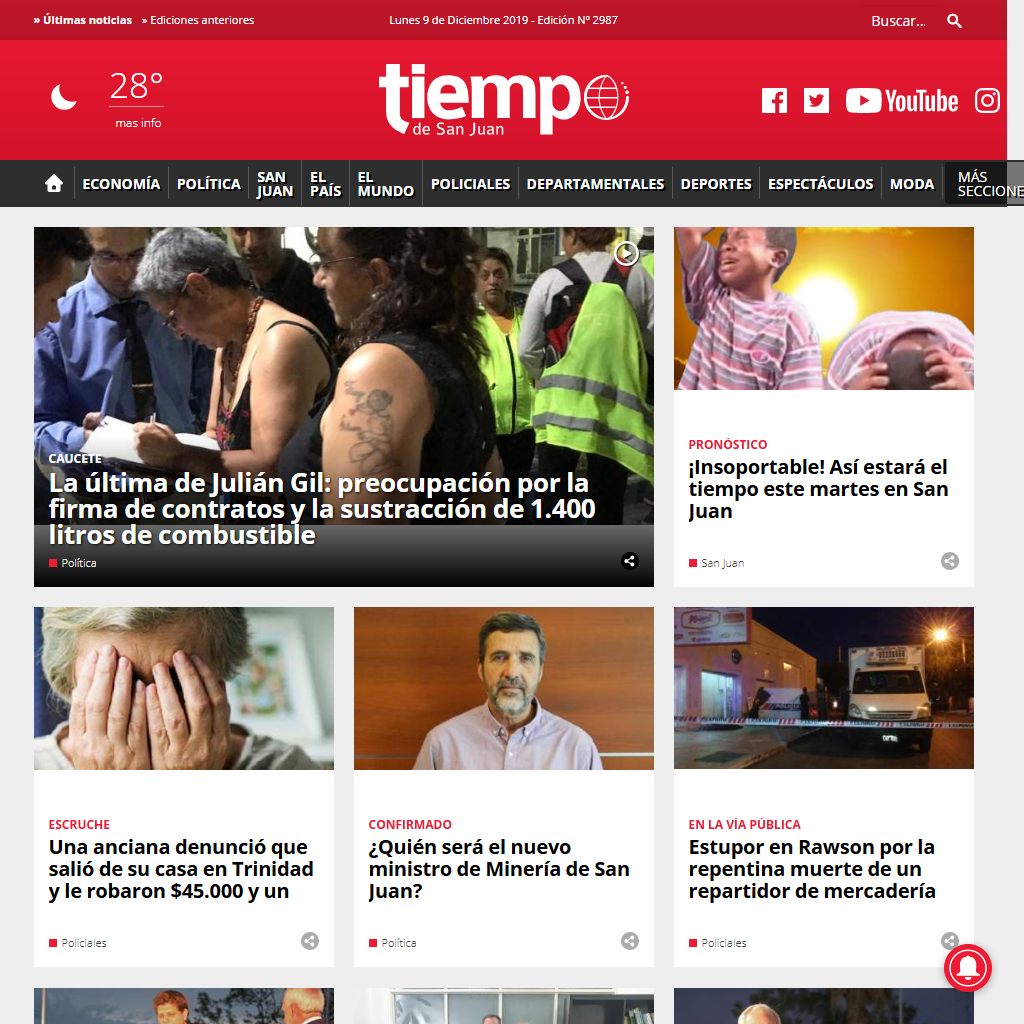 » Últimas noticias
» Ediciones anteriores
Lunes 9 de Diciembre 2019 - Edición Nº 2987
Buscar...
28°
mas info
tiempo
de San Juan
YouTube
ECONOMÍA
POLÍTICA
SAN
JUAN
EL
PAÍS
EL
MUNDO
POLICIALES
DEPARTAMENTALES
DEPORTES
ESPECTÁCULOS
MODA
MÁS
SECCIONE
CAUCETE
La última de Julián Gil: preocupación por la
firma de contratos y la sustracción de 1.400
litros de combustible
Política
PRONÓSTICO
¡Insoportable! Así estará el
tiempo este martes en San
Juan
San Juan
ESCRUCHE
Una anciana denunció que
salió de su casa en Trinidad
y le robaron $45.000 y un
Policiales
CONFIRMADO
¿Quién será el nuevo
ministro de Minería de San
Juan?
Política
EN LA VÍA PÚBLICA
Estupor en Rawson por la
repentina muerte de un
repartidor de mercadería
Policiales